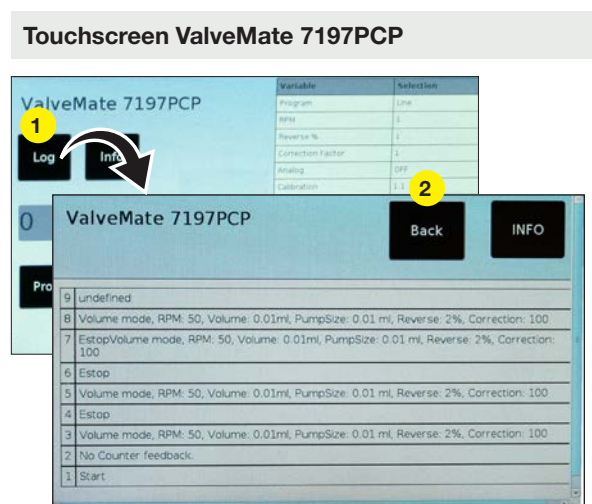 Touchscreen ValveMate 7197PCP
ValveMate 7197PCP
1
Log
Info
Variable Selection
Program Line
RPM 1
Reverse % 1
Correction Factor 1
Analog OFF
Calibration 1.1
0
Pro
ValveMate 7197PCP
2
Back
INFO
9 undefined
8 Volume mode, RPM: 50, Volume: 0.01ml, PumpSize: 0.01 ml, Reverse: 2%, Correction: 100
7 EstopVolume mode, RPM: 50, Volume: 0.01ml, PumpSize: 0.01 ml, Reverse: 2%, Correction:
100
6 Estop
5 Volume mode, RPM: 50, Volume: 0.01ml, PumpSize: 0.01 ml, Reverse: 2%, Correction: 100
4 Estop
3 Volume mode, RPM: 50, Volume: 0.01ml, PumpSize: 0.01 ml, Reverse: 2%, Correction: 100
2 No Counter feedback.
1 Start